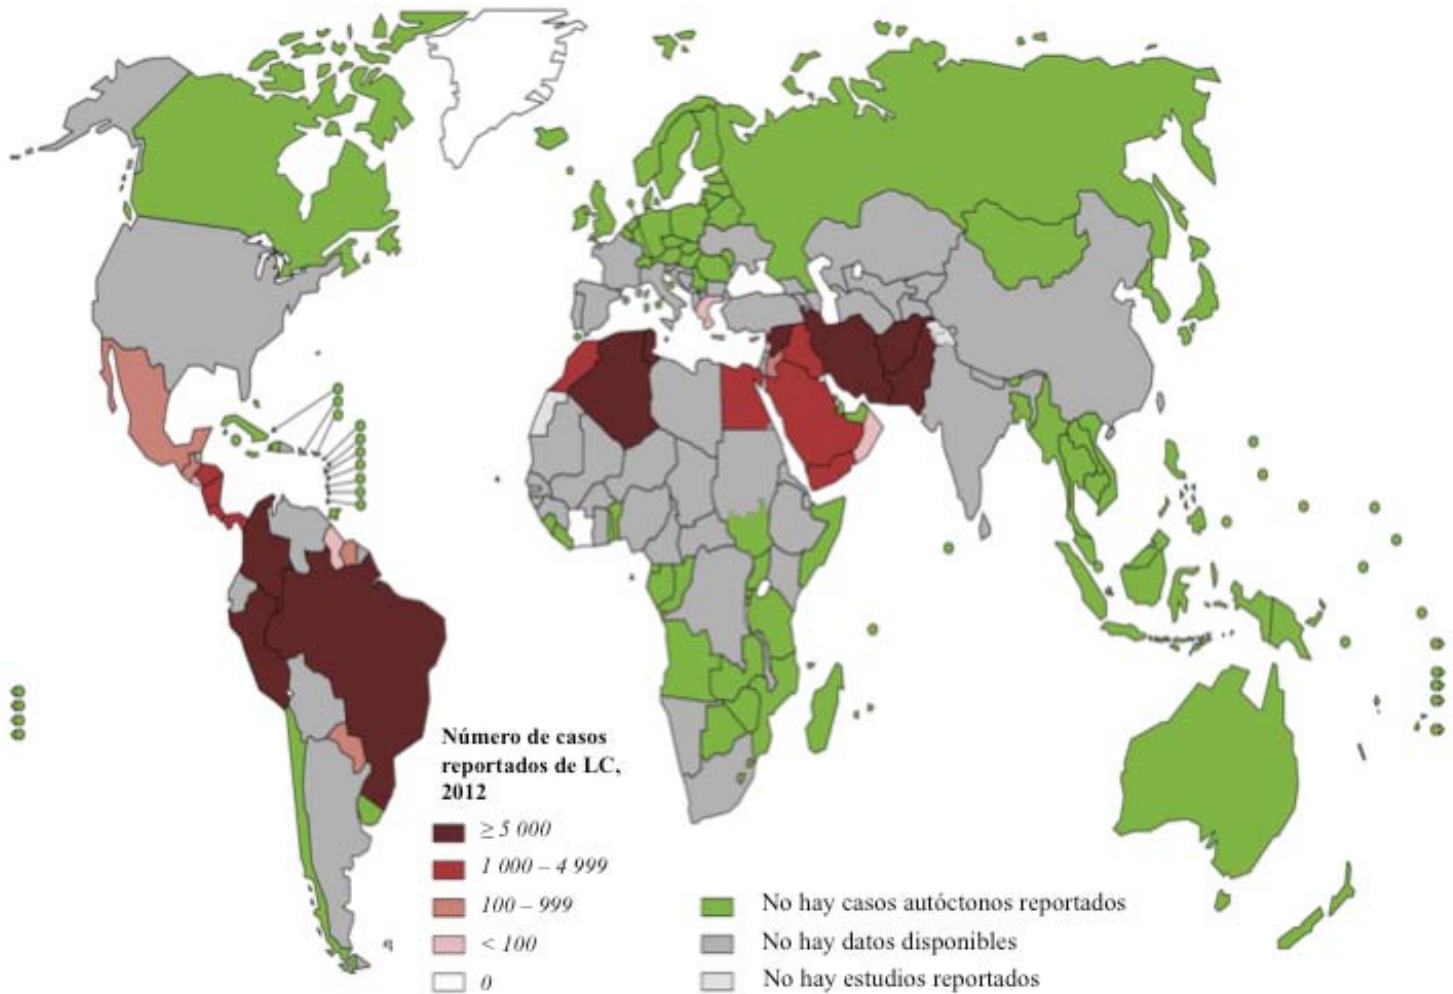 Número de casos
reportados de LC,
2012
≥ 5 000
1 000 – 4 999
100 – 999
< 100
0
No hay casos autóctonos reportados
No hay datos disponibles
No hay estudios reportados